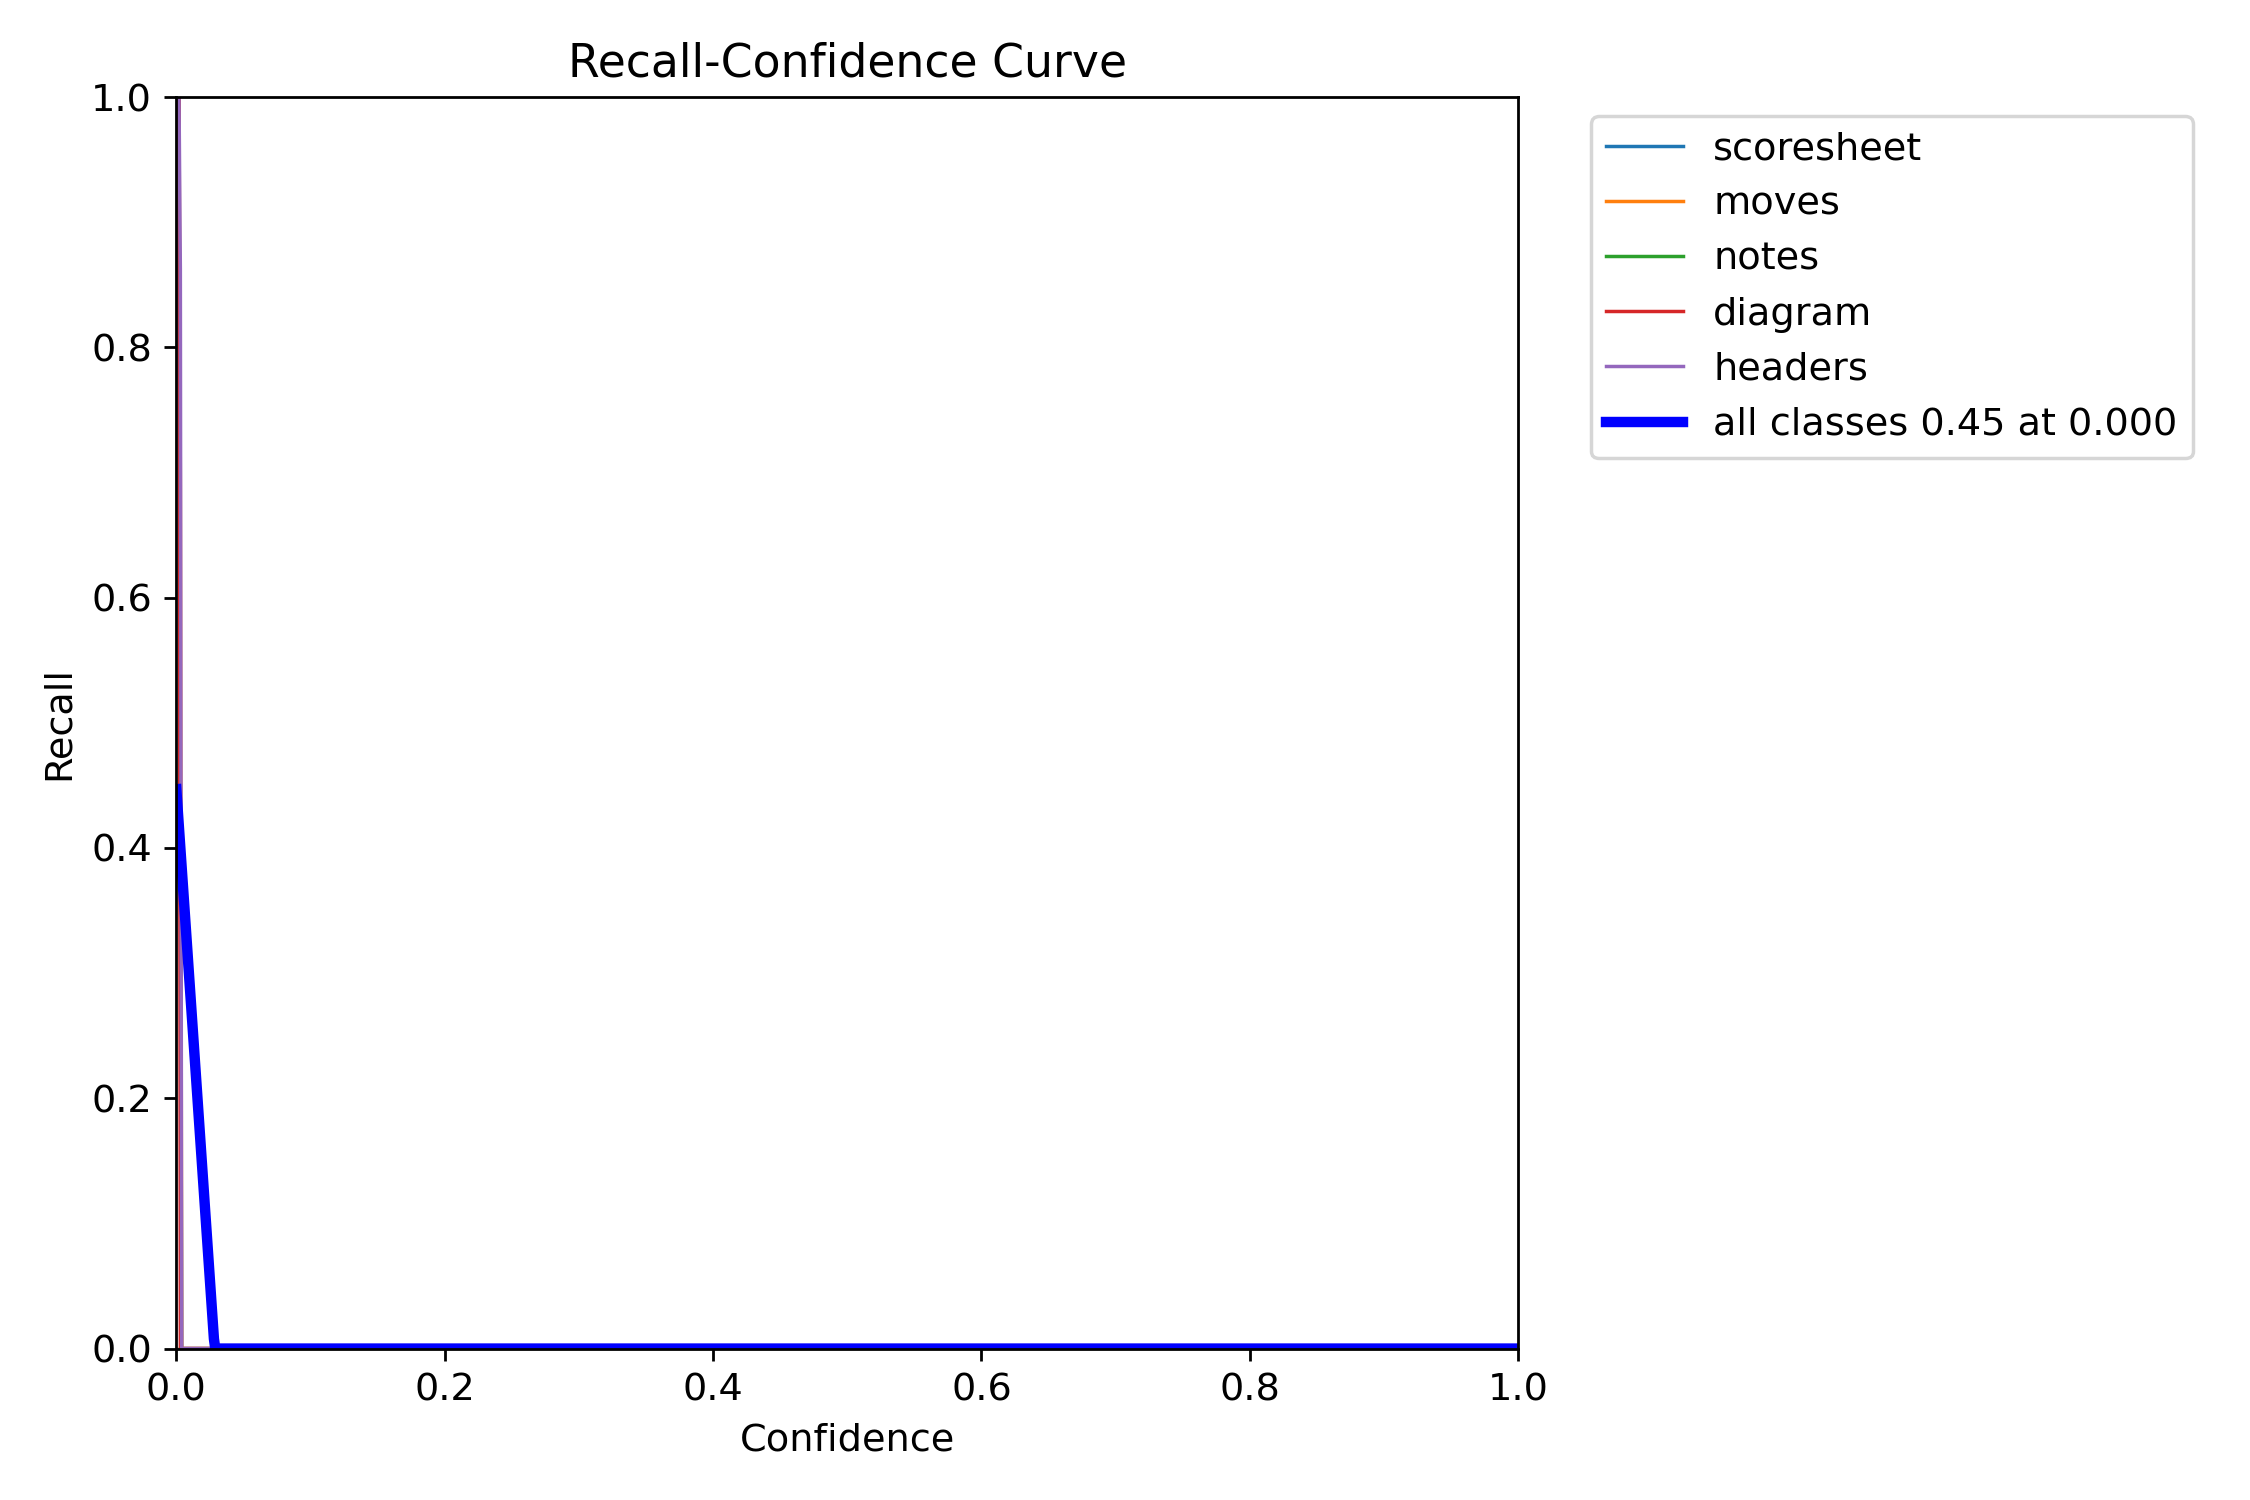 Recall-Confidence Curve
1.0
0.8
0.6
0.4
0.2
0.0
Recall
0.0 0.2 0.4 0.6 0.8 1.0
Confidence
scoresheet
moves
notes
diagram
headers
all classes 0.45 at 0.000